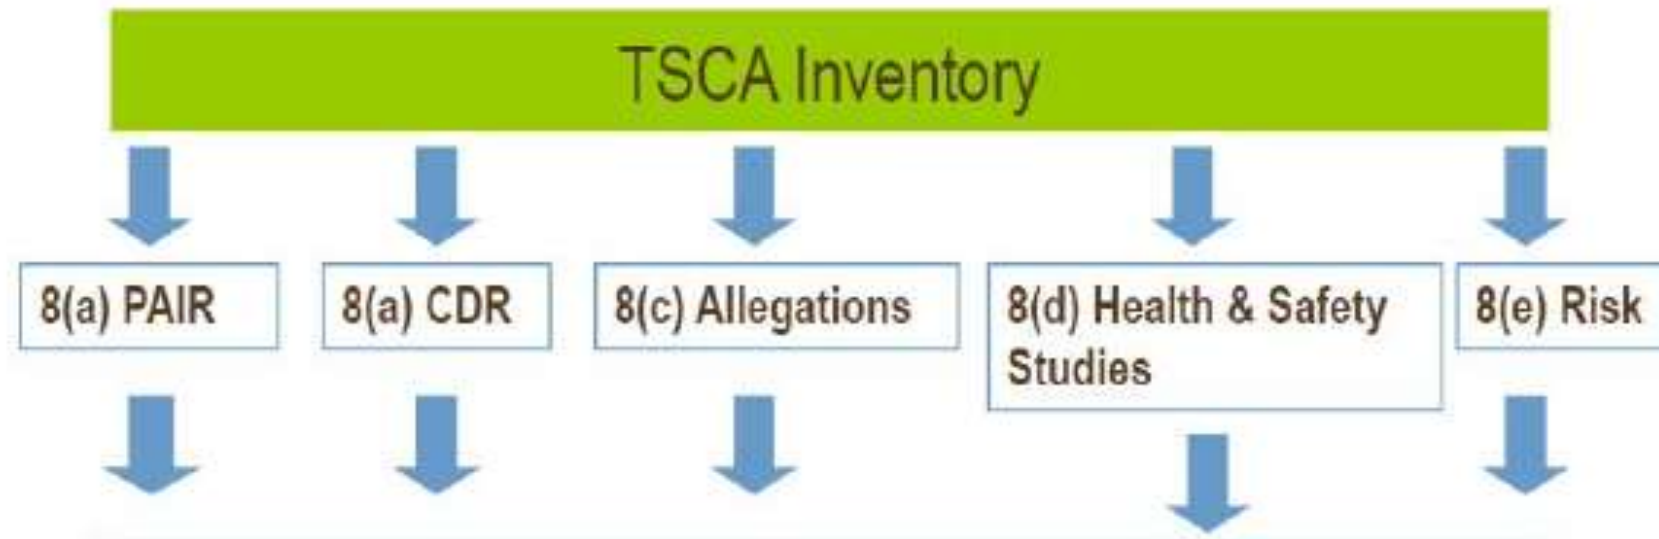 TSCA Inventory
8(a) PAIR
8(a) CDR
8(c) Allegations
8(d) Health & Safety
Studies
8(e) Risk